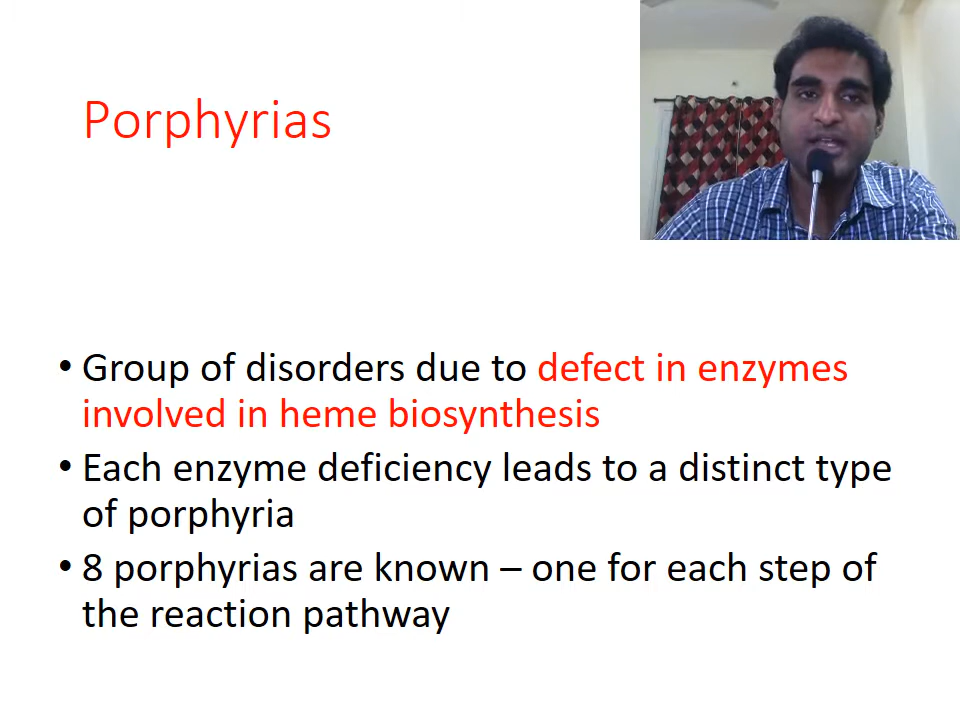 Porphyrias
• Group of disorders due to defect in enzymes
involved in heme biosynthesis
• Each enzyme deficiency leads to a distinct type
of porphyria
• 8 porphyrias are known – one for each step of
the reaction pathway